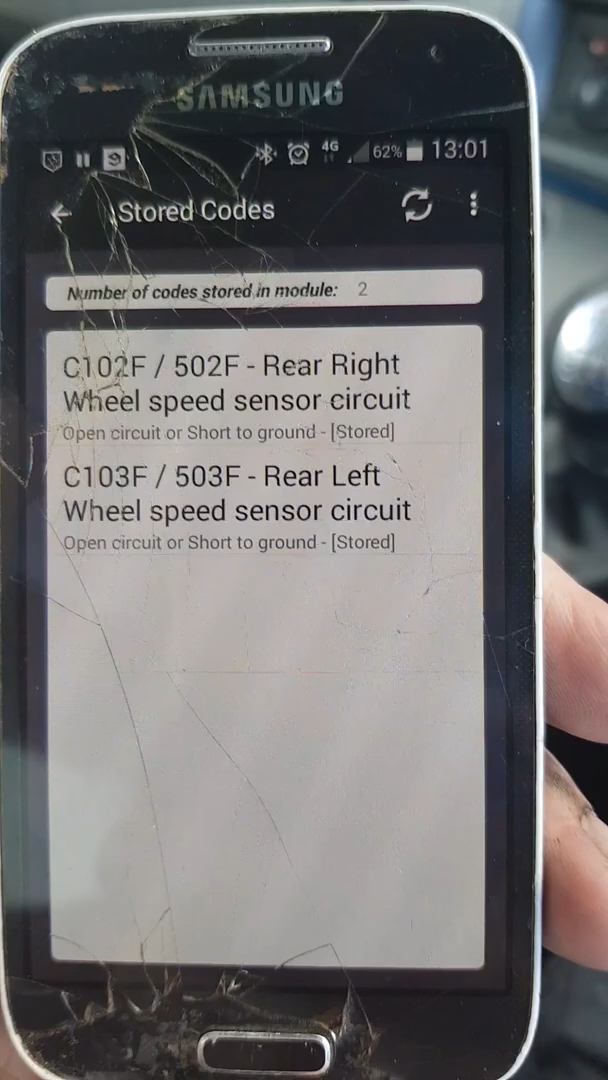 SAMSUNG
4G 62% 13:01
Stored Codes
Number of codes stored in module: 2
C102F / 502F - Rear Right
Wheel speed sensor circuit
Open circuit or Short to ground - [Stored]
C103F / 503F - Rear Left
Wheel speed sensor circuit
Open circuit or Short to ground - [Stored]